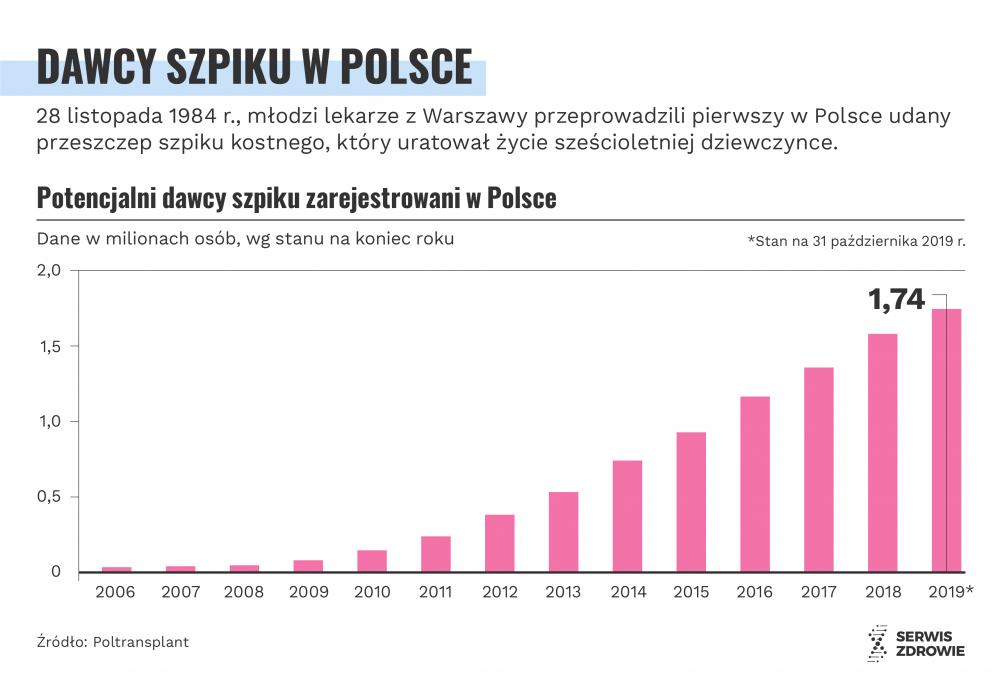 DAWCY SZPIKU W POLSCE
28 listopada 1984 r., młodzi lekarze z Warszawy przeprowadzili pierwszy w Polsce udany
przeszczep szpiku kostnego, który uratował życie sześcioletniej dziewczynce.
Potencjalni dawcy szpiku zarejestrowani w Polsce
Dane w milionach osób, wg stanu na koniec roku
*Stan na 31 października 2019 r.
2,0
1,74
1,5
1,0
0,5
0
2006 2007 2008 2009 2010 2011 2012 2013 2014 2015 2016 2017 2018 2019*
Źródło: Poltransplant
SERWIS
ZDROWIE